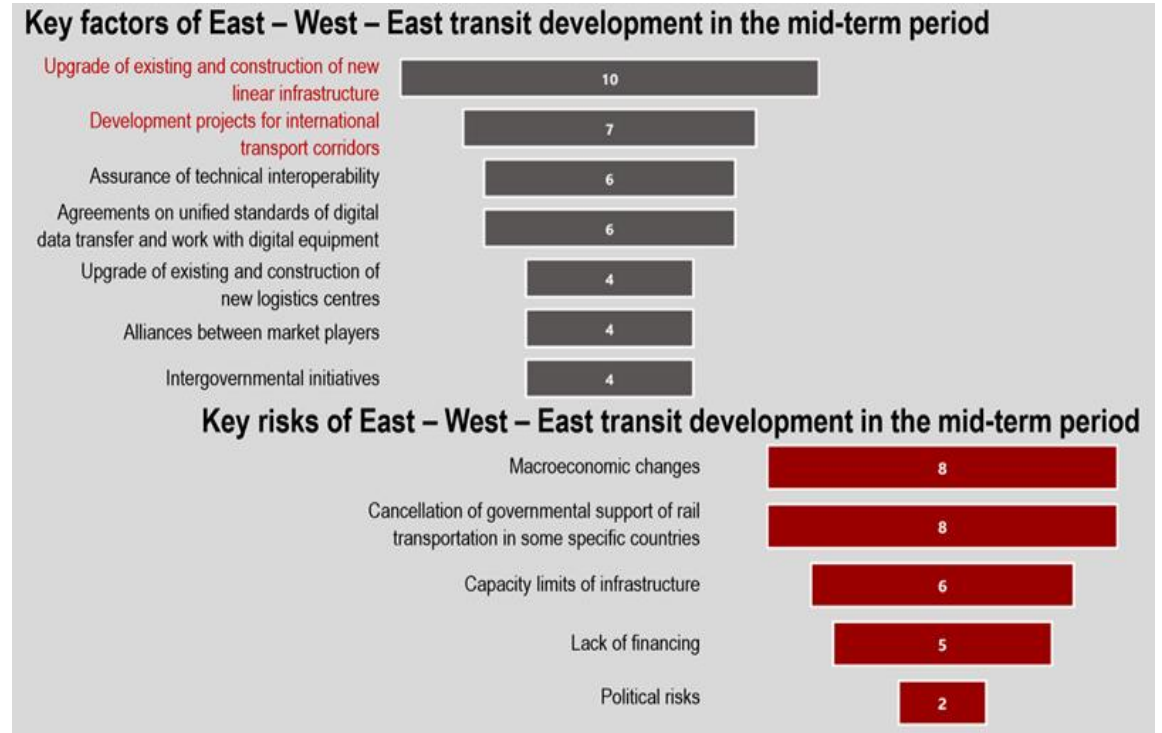 Key factors of East – West – East transit development in the mid-term period
Upgrade of existing and construction of new
linear infrastructure
10
Development projects for international
transport corridors
7
Assurance of technical interoperability
6
Agreements on unified standards of digital
data transfer and work with digital equipment
6
Upgrade of existing and construction of
new logistics centres
4
Alliances between market players
4
Intergovernmental initiatives
4
Key risks of East – West – East transit development in the mid-term period
Macroeconomic changes
8
Cancellation of governmental support of rail
transportation in some specific countries
8
Capacity limits of infrastructure
6
Lack of financing
5
Political risks
2